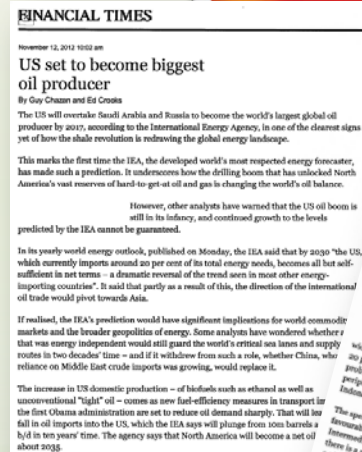 FINANCIAL TIMES
November 12, 2012 10:02 am
US set to become biggest
oil producer
By Guy Chazan and Ed Crooks
The US will overtake Saudi Arabia and Russia to become the world's largest global oil
producer by 2017, according to the International Energy Agency, in one of the clearest signs
yet of how the shale revolution is redrawing the global energy landscape.
This marks the first time the IEA, the developed world's most respected energy forecaster,
has made such a prediction. It underscores how the drilling boom that has unlocked North
America's vast reserves of hard-to-get-at oil and gas is changing the world's oil balance.
However, other analysts have warned that the US oil boom is
still in its infancy, and continued growth to the levels
predicted by the IEA cannot be guaranteed.
In its yearly world energy outlook, published on Monday, the IEA said that by 2030 "the US,
which currently imports around 20 per cent of its total energy needs, becomes all but self-
sufficient in net terms – a dramatic reversal of the trend seen in most other energy-
importing countries". It said that partly as a result of this, the direction of the international
oil trade would pivot towards Asia.
If realised, the IEA's prediction would have significant implications for world commodit
markets and the broader geopolitics of energy. Some analysts have wondered whether
that was energy independent would still guard the world's critical sea lanes and supply
routes in two decades' time – and if it withdrew from such a role, whether China, who
reliance on Middle East crude imports was growing, would replace it.
The increase in US domestic production – of biofuels such as ethanol as well as
unconventional "tight" oil – comes as new fuel-efficiency measures in transport im
the first Obama administration are set to reduce oil demand sharply. That will lea
fall in oil imports into the US, which the IEA says will plunge from 10m barrels a
b/d in ten years' time. The agency says that North America will become a net oil
about 2035.
20 p
prob
perip
Indon
The spe
favourab
Intermed
there is a